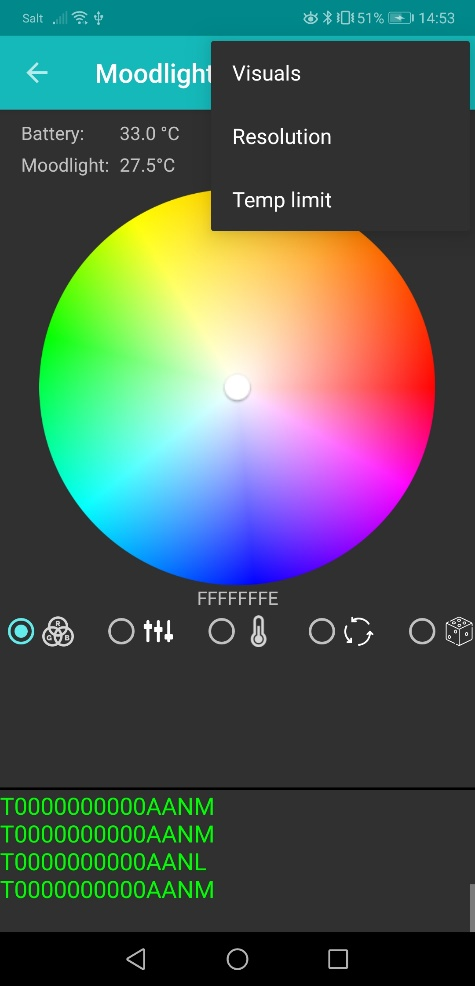 Salt 51% 14:53
Moodlight
Visuals
Resolution
Temp limit
Battery: 33.0 °C
Moodlight: 27.5°C
FFFFFFFE
R
G B
T0000000000AANM
T0000000000AANM
T0000000000AANL
T0000000000AANM